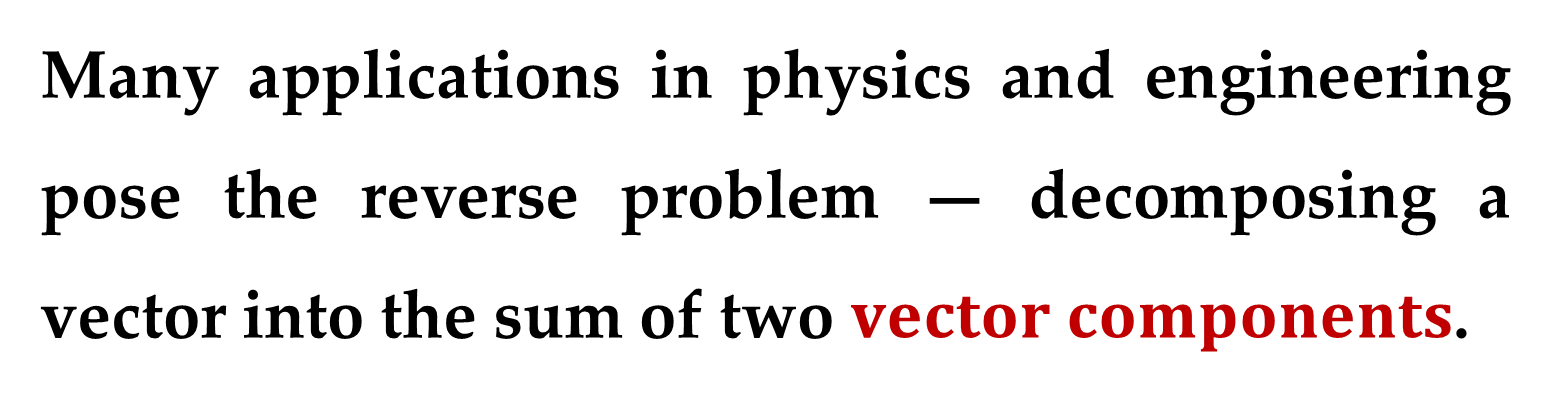 Many applications in physics and engineering
pose the reverse problem — decomposing a
vector into the sum of two vector components.